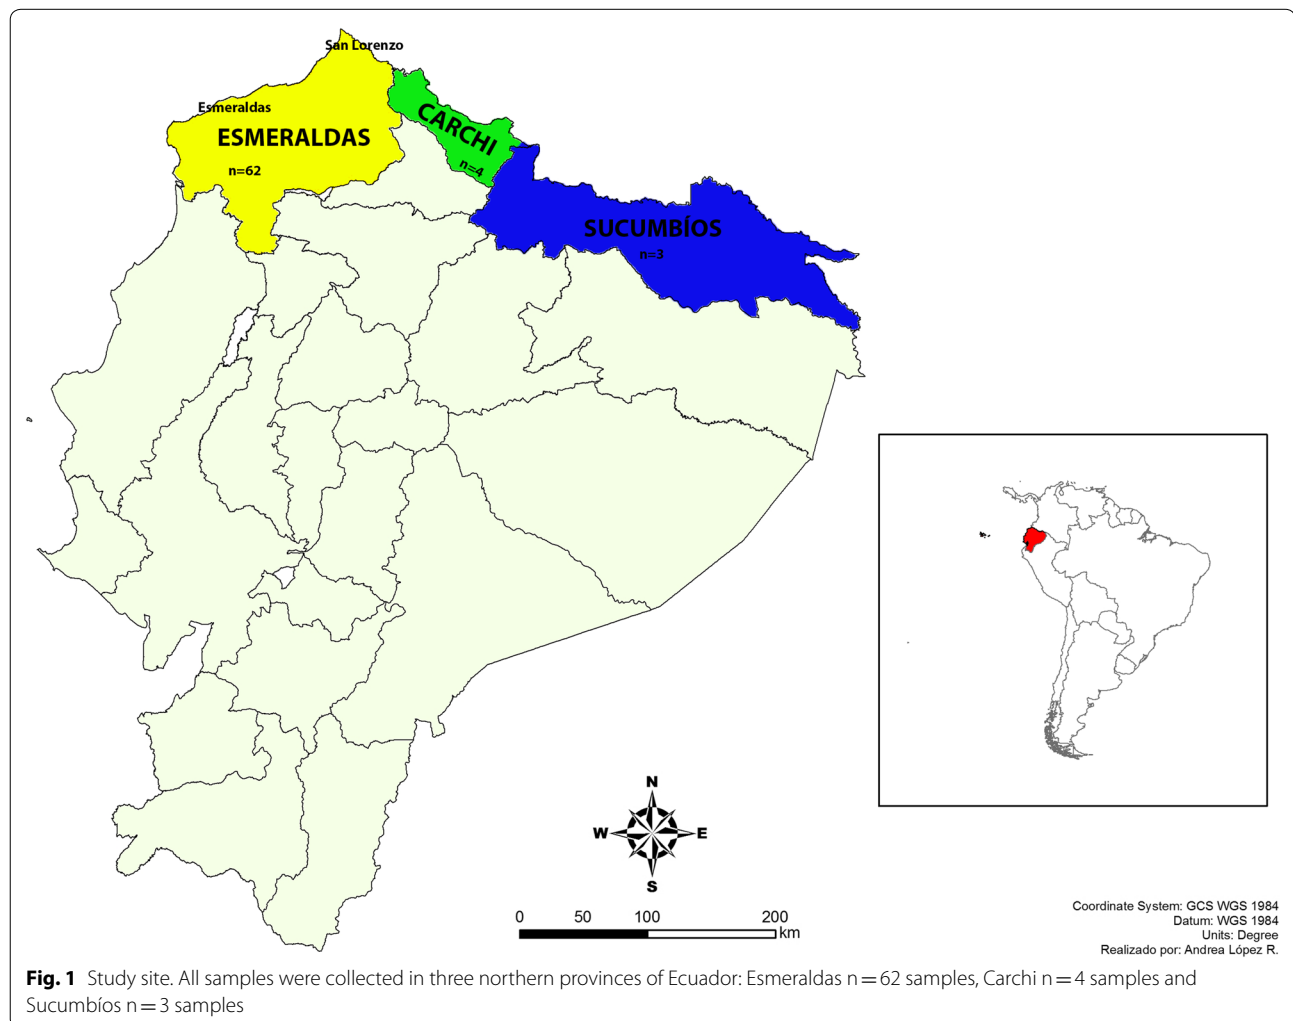 San Lorenzo
Esmeraldas
ESMERALDAS
n=62
CARCHI
n=4
SUCUMBÍOS
n=3
N
W E
S
0 50 100 200
km
Coordinate System: GCS WGS 1984
Datum: WGS 1984
Units: Degree
Realizado por: Andrea López R.
Fig. 1 Study site. All samples were collected in three northern provinces of Ecuador: Esmeraldas n = 62 samples, Carchi n = 4 samples and
Sucumbíos n = 3 samples